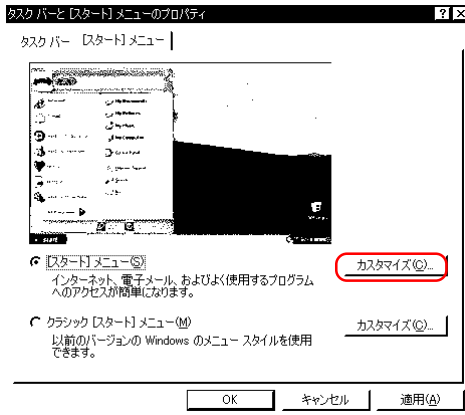 タスク バーと [スタート] メニューのプロパティ
タスク バー [スタート] メニュー
[スタート] メニュー(S)
カスタマイズ(C)...
インターネット、電子メール、およびよく使用するプログラム
へのアクセスが簡単になります。
クラシック [スタート] メニュー(M)
カスタマイズ(C)...
以前のバージョンの Windows のメニュー スタイルを使用
できます。
OK キャンセル 適用(A)